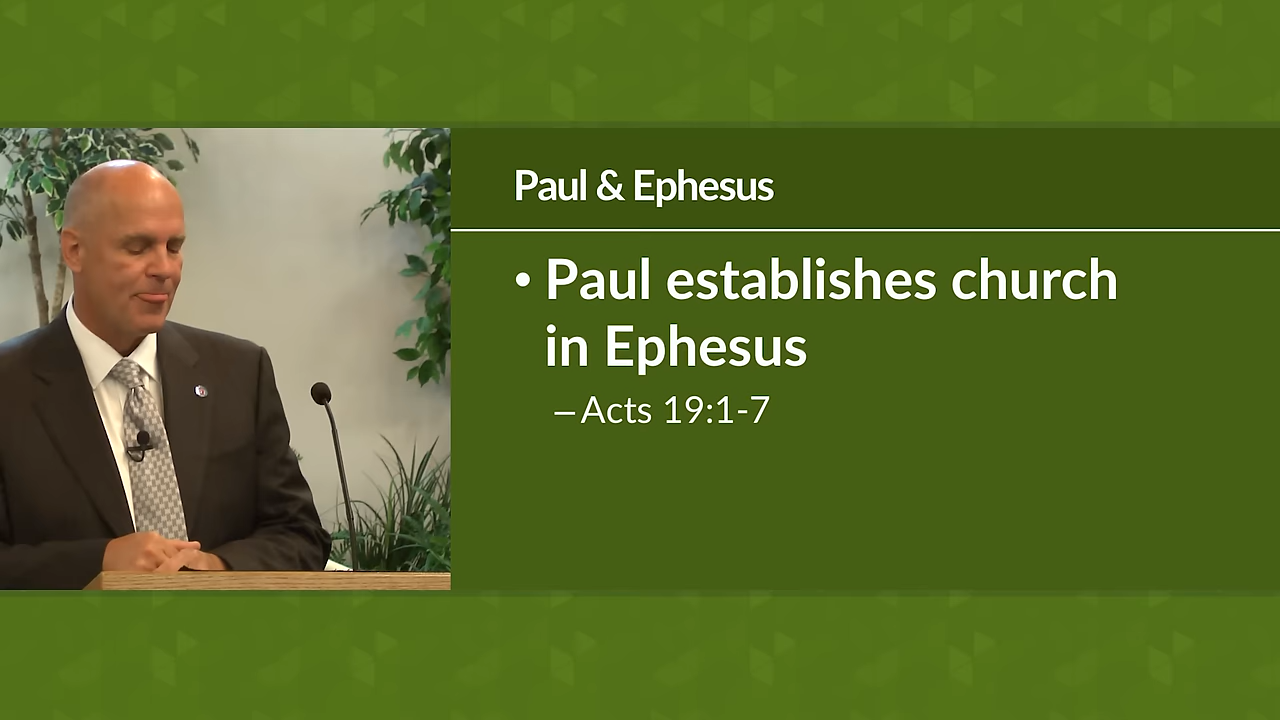 Paul & Ephesus
• Paul establishes church
in Ephesus
– Acts 19:1-7